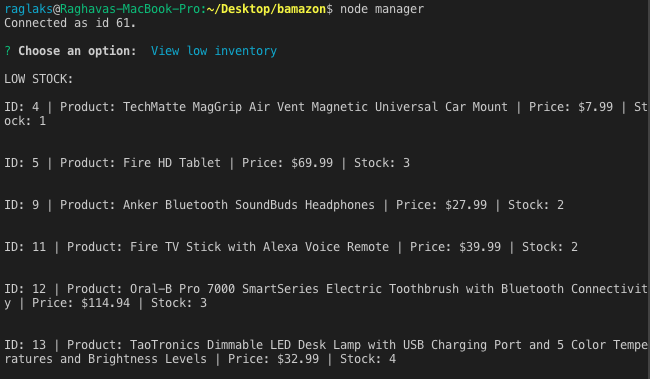 raglaks@Raghavas-MacBook-Pro:~/Desktop/bamazon$ node manager
Connected as id 61.
? Choose an option:  View low inventory
LOW STOCK:
ID: 4 | Product: TechMatte MagGrip Air Vent Magnetic Universal Car Mount | Price: $7.99 | St
ock: 1
ID: 5 | Product: Fire HD Tablet | Price: $69.99 | Stock: 3
ID: 9 | Product: Anker Bluetooth SoundBuds Headphones | Price: $27.99 | Stock: 2
ID: 11 | Product: Fire TV Stick with Alexa Voice Remote | Price: $39.99 | Stock: 2
ID: 12 | Product: Oral-B Pro 7000 SmartSeries Electric Toothbrush with Bluetooth Connectivit
y | Price: $114.94 | Stock: 3
ID: 13 | Product: TaoTronics Dimmable LED Desk Lamp with USB Charging Port and 5 Color Tempe
ratures and Brightness Levels | Price: $32.99 | Stock: 4